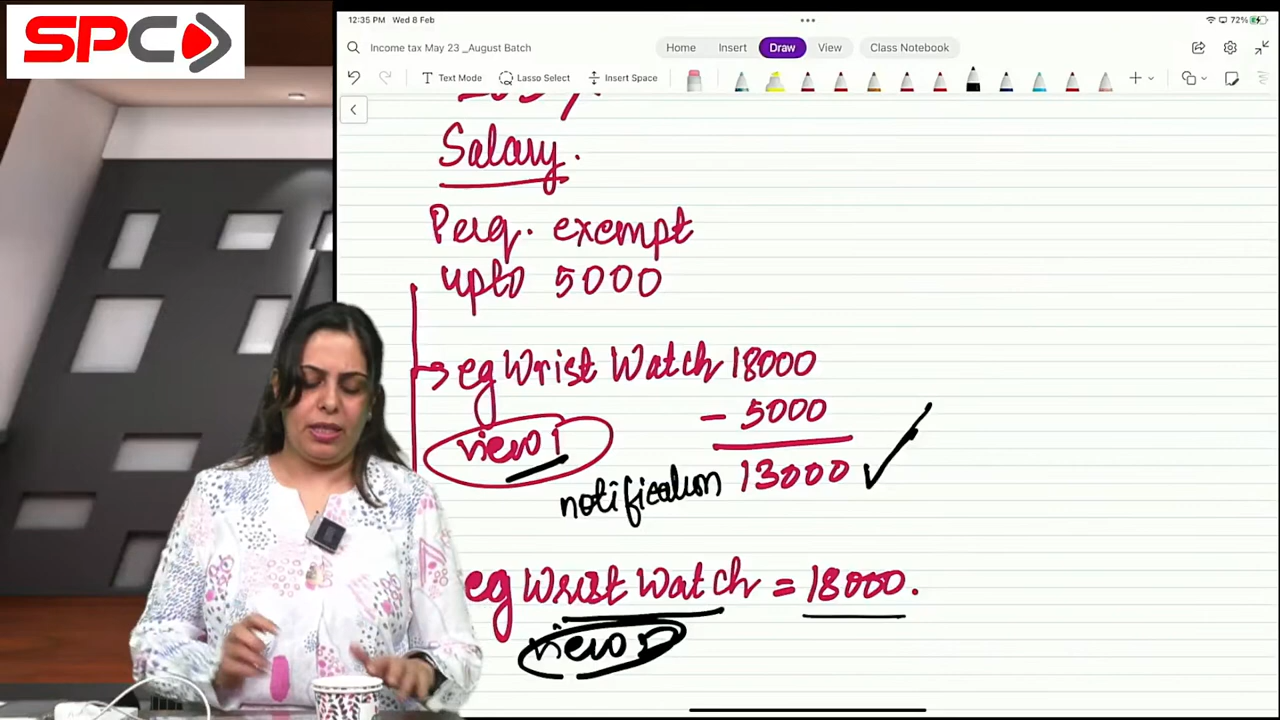 SPC
12:35 PM Wed 8 Feb
72%
Income tax May 23 _August Batch
Home Insert Draw View Class Notebook
Text Mode Lasso Select Insert Space
Salary.
Perq. exempt
upto 5000
eg Wrist Watch 18000
- 5000
view 1
notification 13000 ✓
eg Wrist Watch = 18000.
view